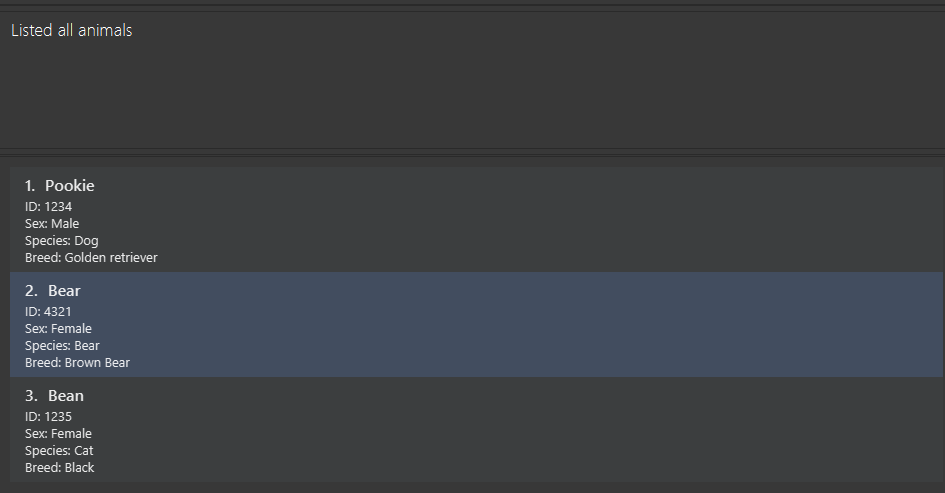 Listed all animals
1. Pookie
ID: 1234
Sex: Male
Species: Dog
Breed: Golden retriever
2. Bear
ID: 4321
Sex: Female
Species: Bear
Breed: Brown Bear
3. Bean
ID: 1235
Sex: Female
Species: Cat
Breed: Black